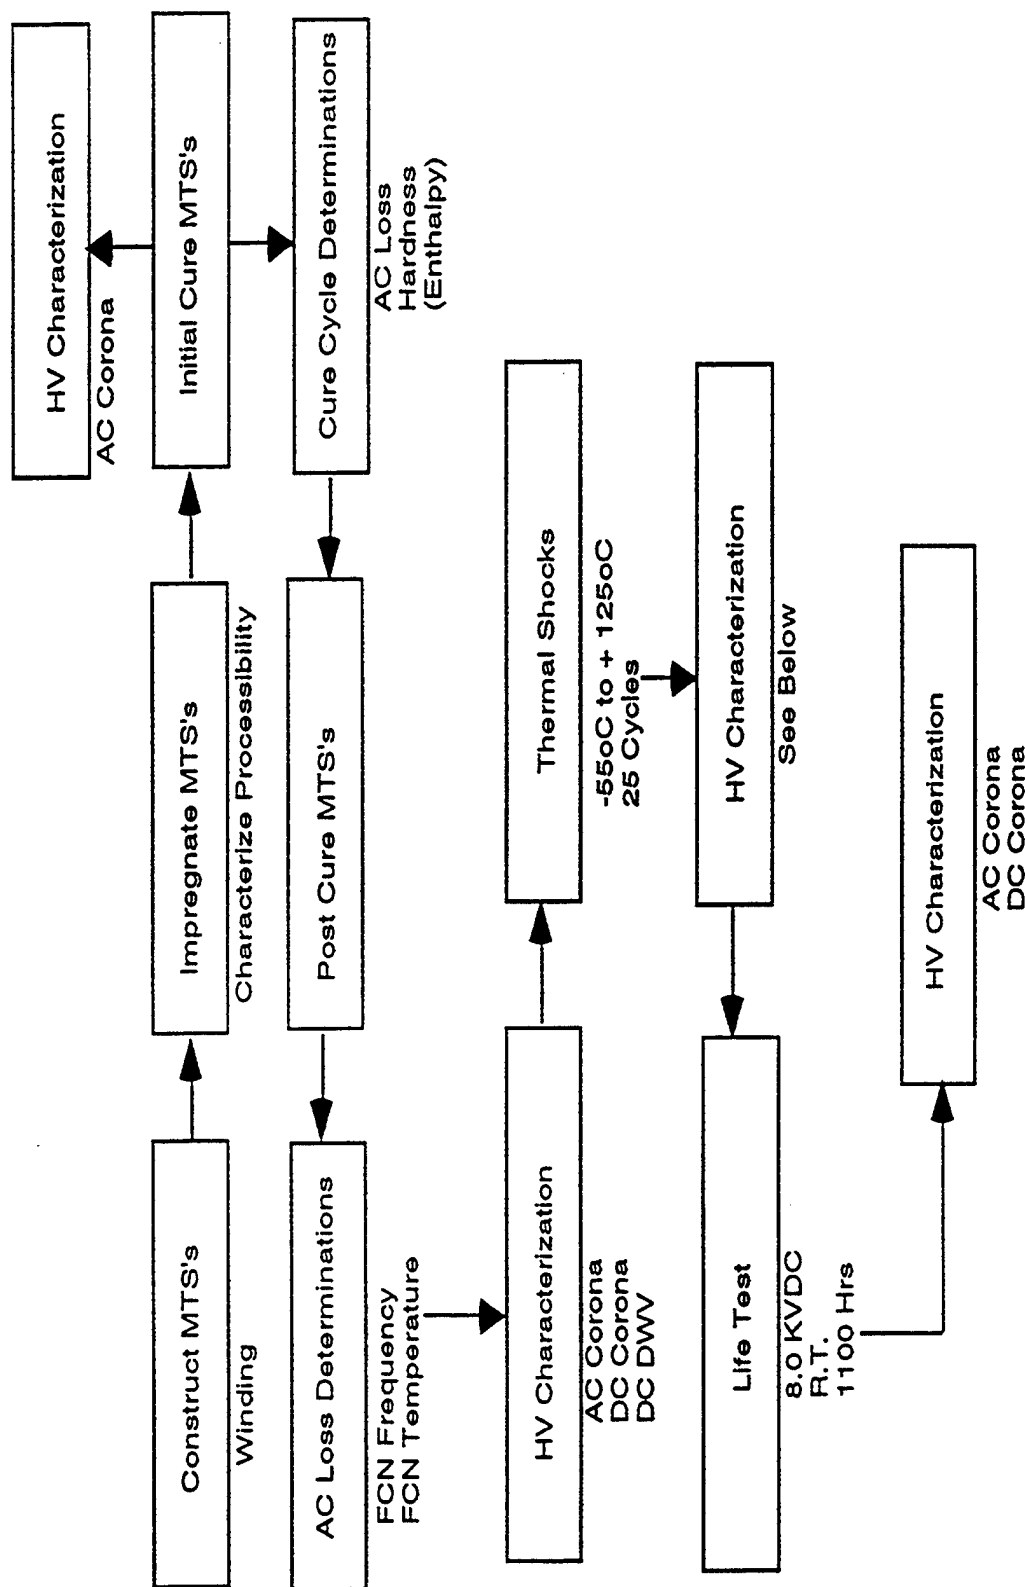 HV Characterization
AC Corona
Construct MTS's
Winding
Impregnate MTS's
Characterize Processibility
Initial Cure MTS's
Cure Cycle Determinations
AC Loss
Hardness
(Enthalpy)
Post Cure MTS's
AC Loss Determinations
FCN Frequency
FCN Temperature
HV Characterization
AC Corona
DC Corona
DC DWV
Thermal Shocks
-55oC to + 125oC
25 Cycles
HV Characterization
See Below
Life Test
8.0 KVDC
R.T.
1100 Hrs
HV Characterization
AC Corona
DC Corona